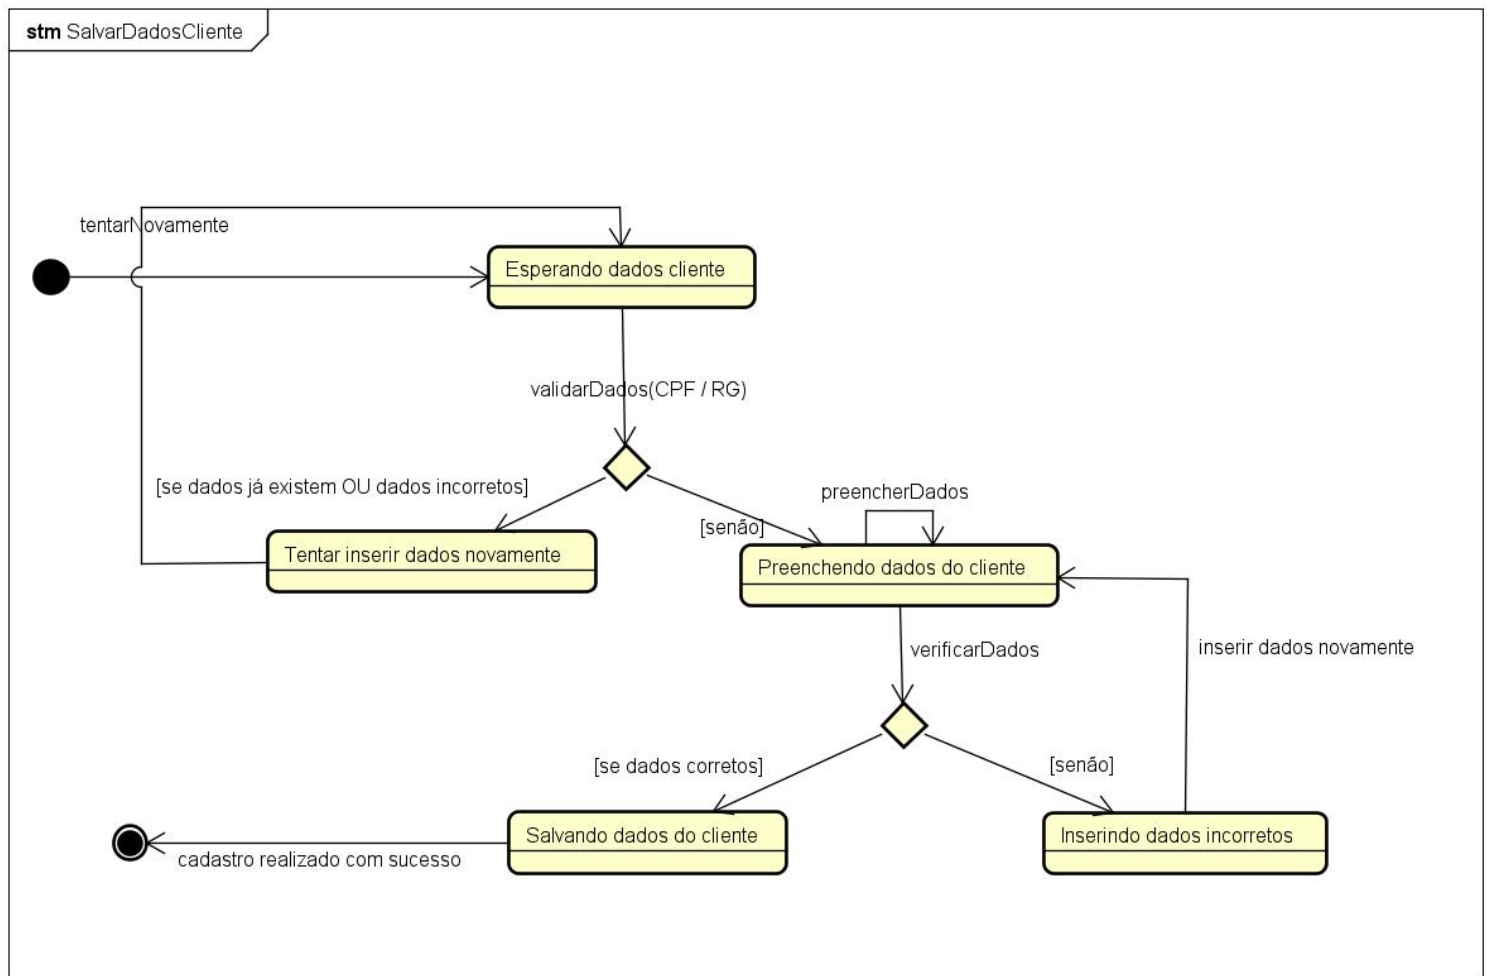 stm SalvarDadosCliente
tentarNovamente
Esperando dados cliente
validarDados(CPF / RG)
[se dados já existem OU dados incorretos]
[senão]
preencherDados
Tentar inserir dados novamente
Preenchendo dados do cliente
verificarDados
inserir dados novamente
[se dados corretos]
[senão]
Salvando dados do cliente
Inserindo dados incorretos
cadastro realizado com sucesso